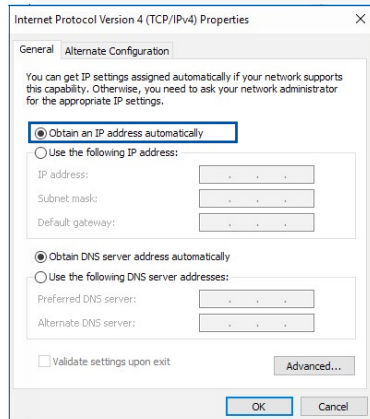 Internet Protocol Version 4 (TCP/IPv4) Properties
General
Alternate Configuration
You can get IP settings assigned automatically if your network supports
this capability. Otherwise, you need to ask your network administrator
for the appropriate IP settings.
Obtain an IP address automatically
Use the following IP address:
IP address:
Subnet mask:
Default gateway:
Obtain DNS server address automatically
Use the following DNS server addresses:
Preferred DNS server:
Alternate DNS server:
Validate settings upon exit
Advanced...
OK
Cancel